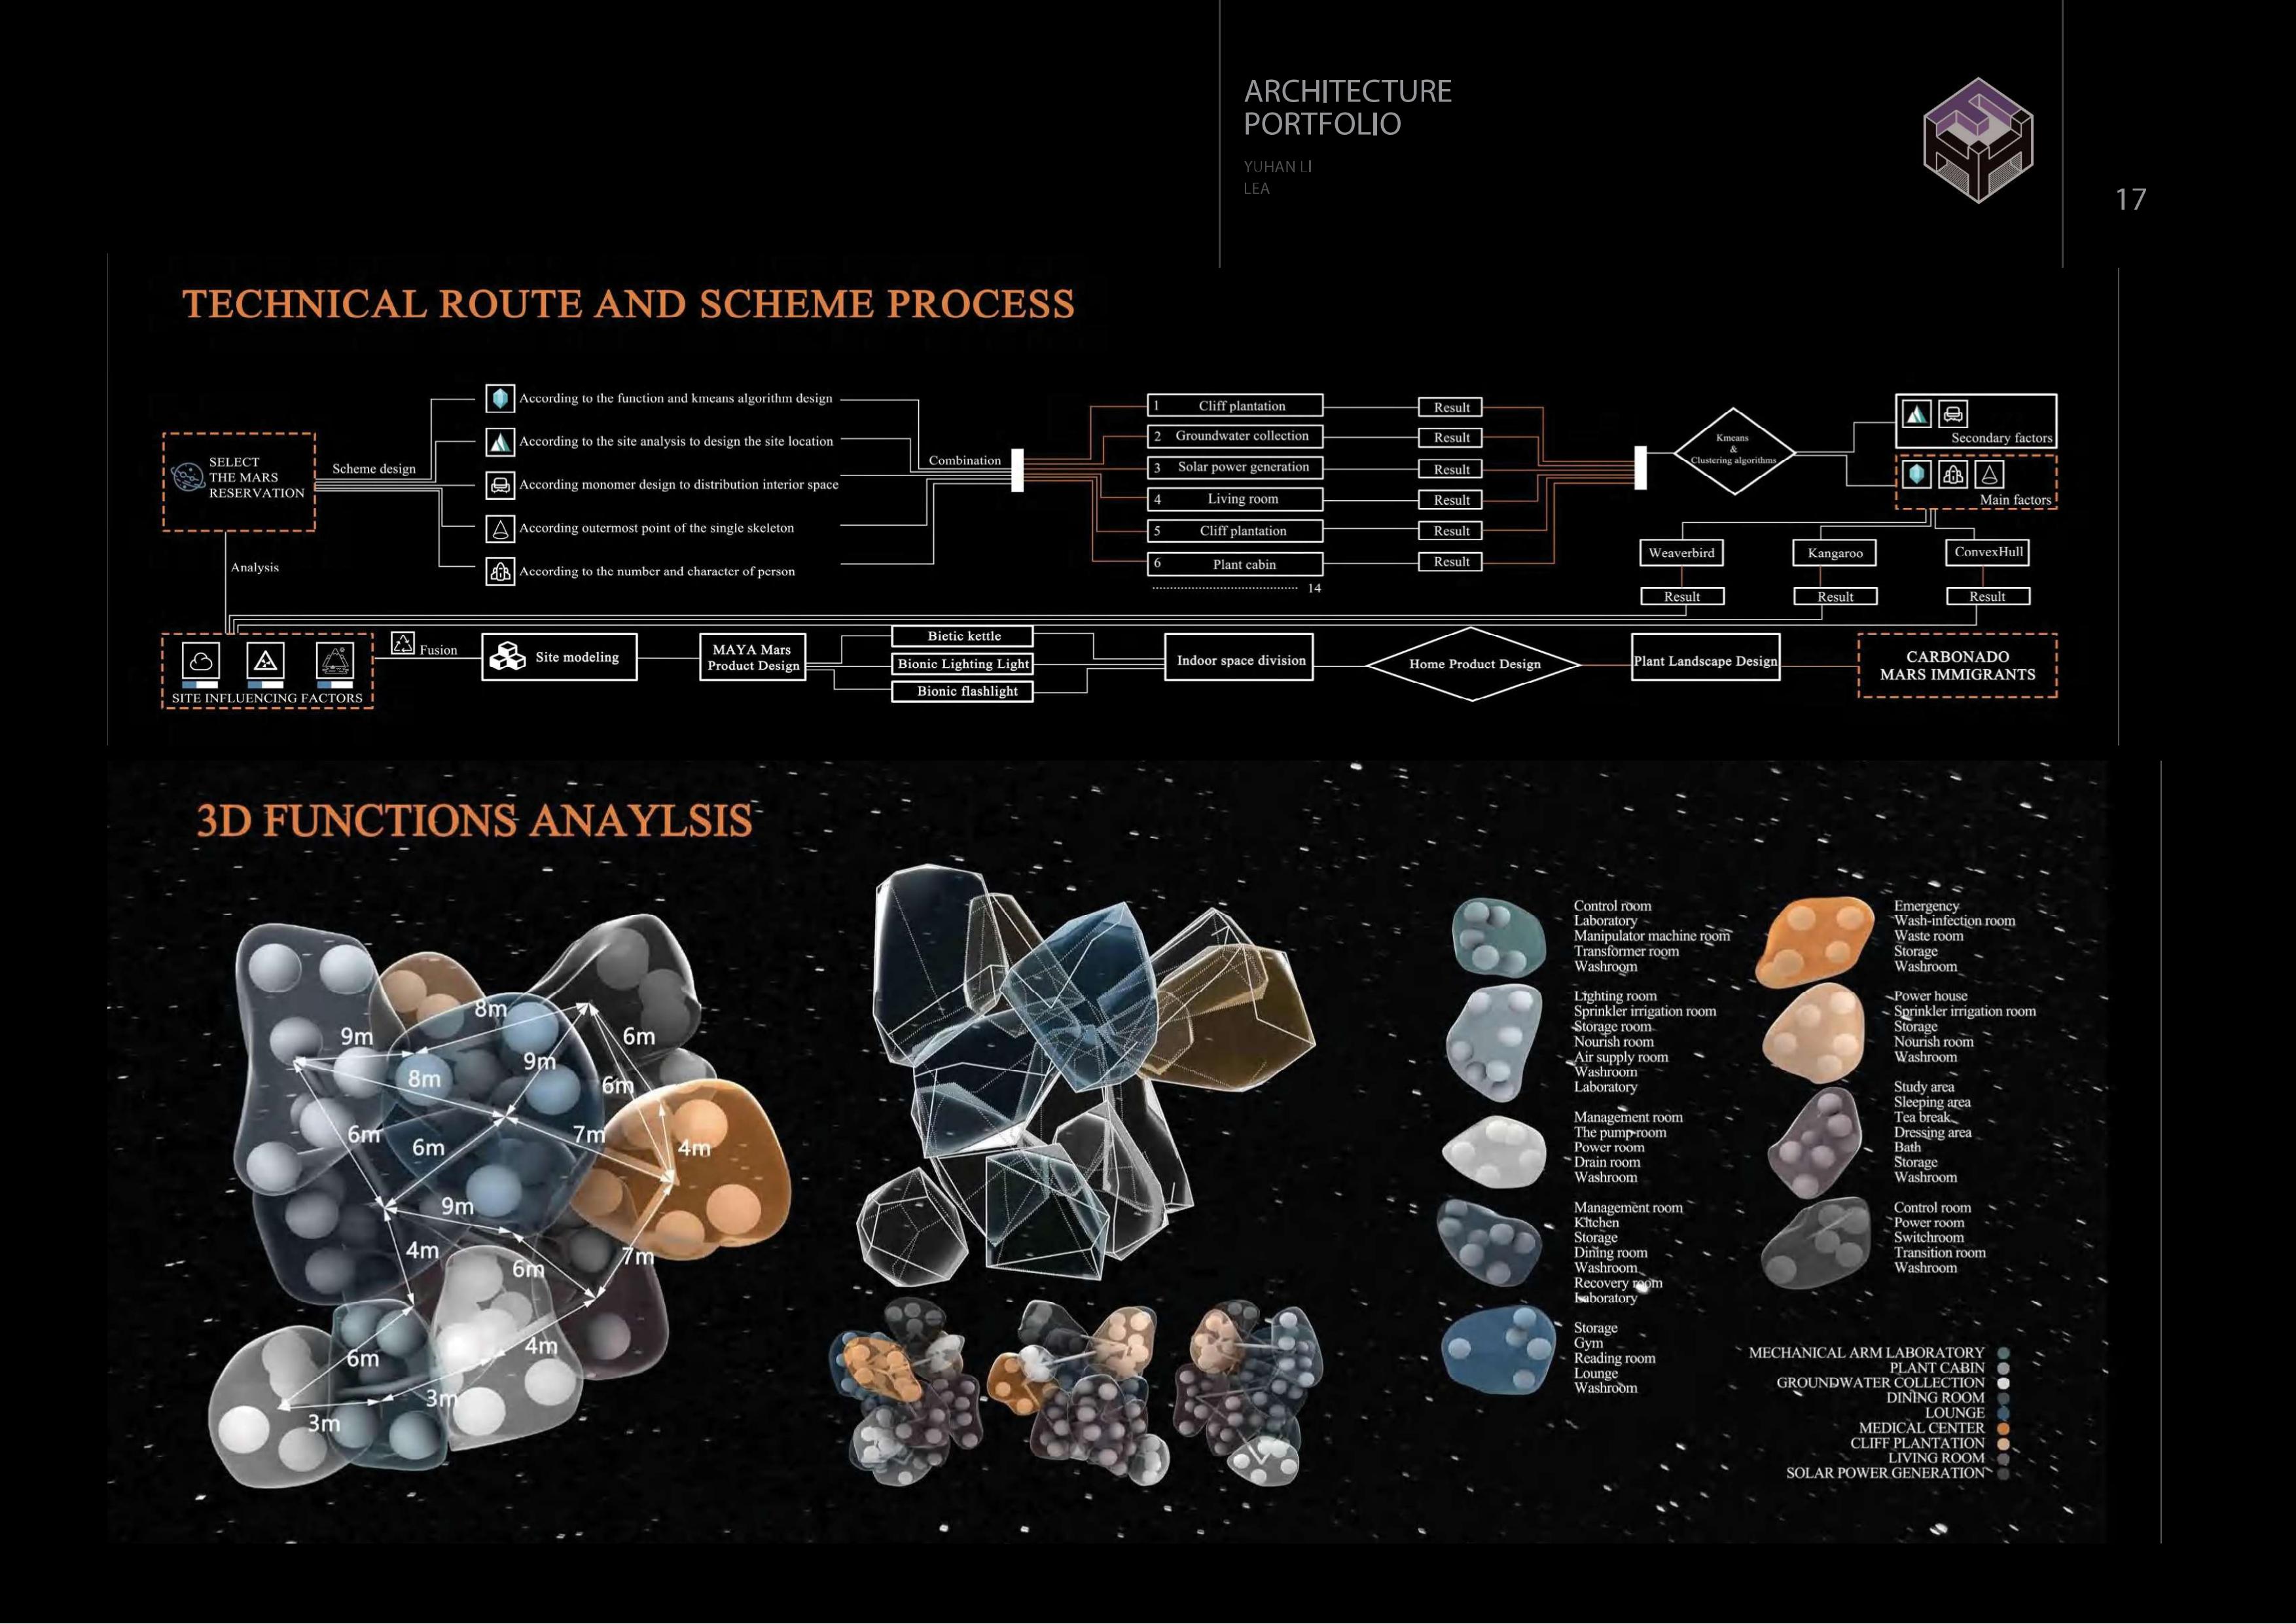 ARCHITECTURE
PORTFOLIO
YUHAN LI
LEA
17
TECHNICAL ROUTE AND SCHEME PROCESS
SELECT
THE MARS
RESERVATION
Scheme design
According to the function and kmeans algorithm design
According to the site analysis to design the site location
According monomer design to distribution interior space
According outermost point of the single skeleton
According to the number and character of person
Combination
1 Cliff plantation
2 Groundwater collection
3 Solar power generation
4 Living room
5 Cliff plantation
6 Plant cabin
14
Result
Result
Result
Result
Result
Result
Kmeans
&
Clustering algorithms
Secondary factors
Main factors
Weaverbird
Kangaroo
ConvexHull
Result
Result
Result
Analysis
SITE INFLUENCING FACTORS
Fusion
Site modeling
MAYA Mars
Product Design
Bietic kettle
Bionic Lighting Light
Bionic flashlight
Indoor space division
Home Product Design
Plant Landscape Design
CARBONADO
MARS IMMIGRANTS
3D FUNCTIONS ANAYLSIS
8m
9m
6m
9m
8m
6m
6m
6m
7m
4m
9m
4m
6m
7m
4m
6m
3m
3m
Control room
Laboratory
Manipulator machine room
Transformer room
Washroom
Lighting room
Sprinkler irrigation room
Storage room
Nourish room
Air supply room
Washroom
Laboratory
Management room
The pump room
Power room
Drain room
Washroom
Management room
Kitchen
Storage
Dining room
Washroom
Recovery room
Laboratory
Storage
Gym
Reading room
Lounge
Washroom
Emergency
Wash-infection room
Waste room
Storage
Washroom
Power house
Sprinkler irrigation room
Storage
Nourish room
Washroom
Study area
Sleeping area
Tea break
Dressing area
Bath
Storage
Washroom
Control room
Power room
Switchroom
Transition room
Washroom
MECHANICAL ARM LABORATORY
PLANT CABIN
GROUNDWATER COLLECTION
DINING ROOM
LOUNGE
MEDICAL CENTER
CLIFF PLANTATION
LIVING ROOM
SOLAR POWER GENERATION